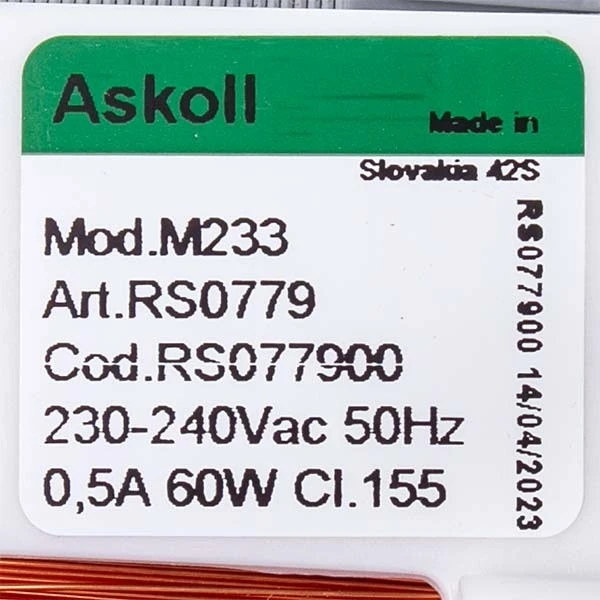 Askoll
Made in
Slovakia 42S
Mod.M233
Art.RS0779
Cod.RS077900
230-240Vac 50Hz
0,5A 60W Cl.155
RS077900 14/04/2023